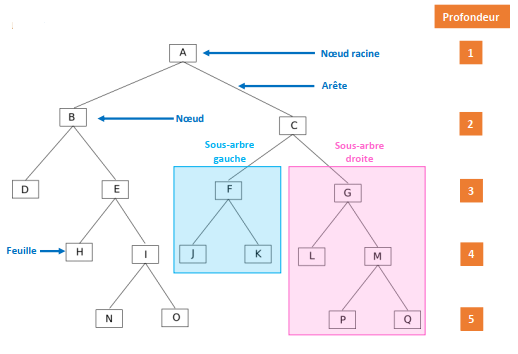 Profondeur
A
Nœud racine
1
Arête
B
Nœud
C
2
Sous-arbre
gauche
Sous-arbre
droite
D
E
F
G
3
Feuille
H
I
J
K
L
M
4
N
O
P
Q
5